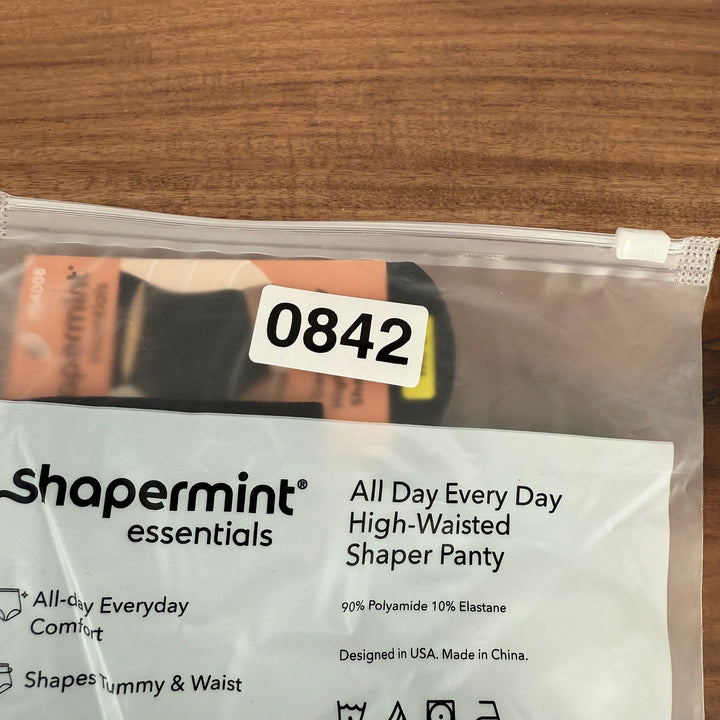 0842
shapermint®
essentials
All-day Everyday
Comfort
Shapes Tummy & Waist
All Day Every Day
High-Waisted
Shaper Panty
90% Polyamide 10% Elastane
Designed in USA. Made in China.